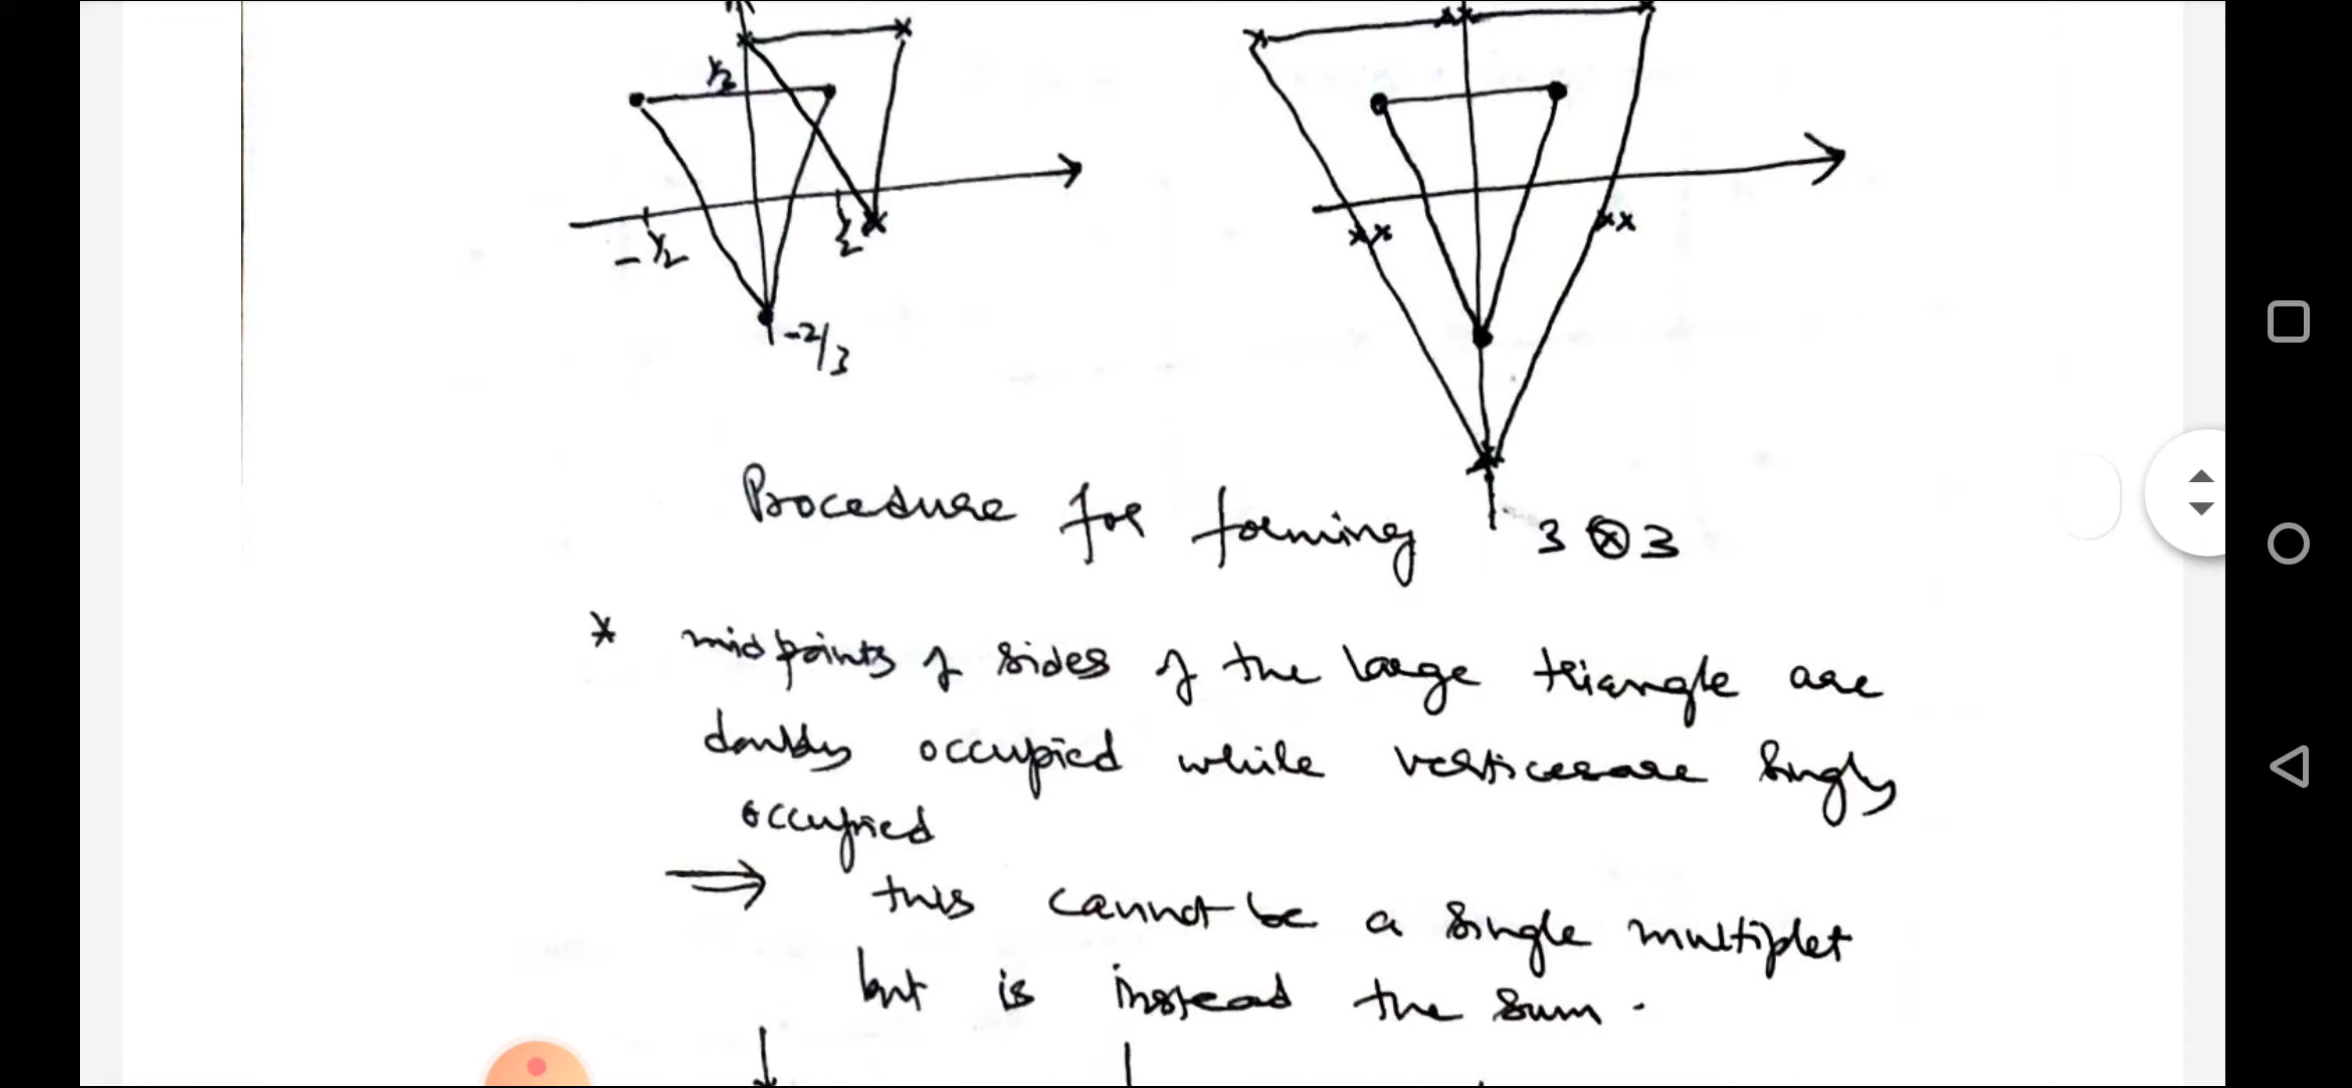 1/2
-1/2
1/2
-2/3
Procedure for forming 3 ⊗ 3
* midpoints of sides of the large triangle are
doubly occupied while vertices are singly
occupied
⇒ this cannot be a single multiplet
but is instead the sum.